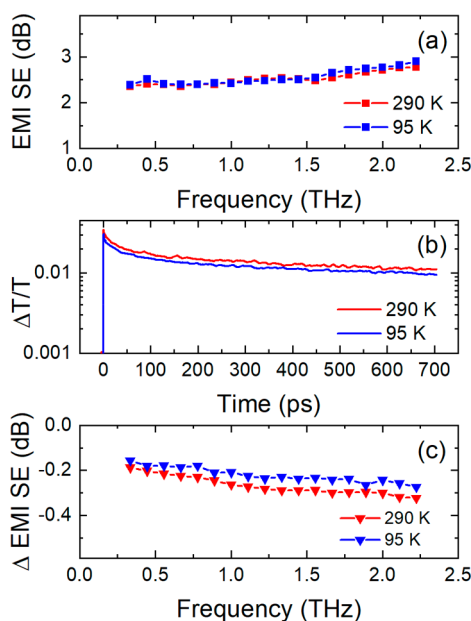 EMI SE (dB)
3
2
1
(a)
290 K
95 K
0.0 0.5 1.0 1.5 2.0 2.5
Frequency (THz)
ΔT/T
0.01
0.001
(b)
290 K
95 K
0 100 200 300 400 500 600 700
Time (ps)
Δ EMI SE (dB)
0.0
-0.2
-0.4
(c)
290 K
95 K
0.0 0.5 1.0 1.5 2.0 2.5
Frequency (THz)